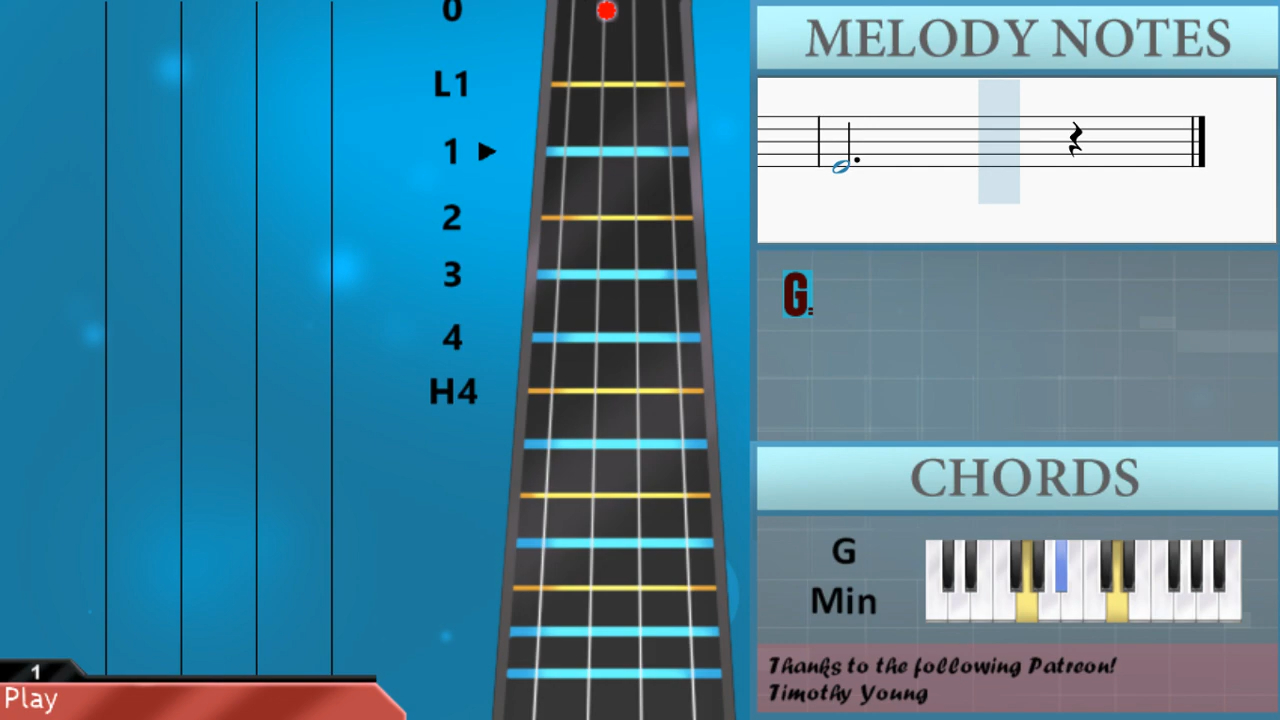 0
L1
1
2
3
4
H4
1
Play
MELODY NOTES
G
CHORDS
G
Min
Thanks to the following Patreon!
Timothy Young